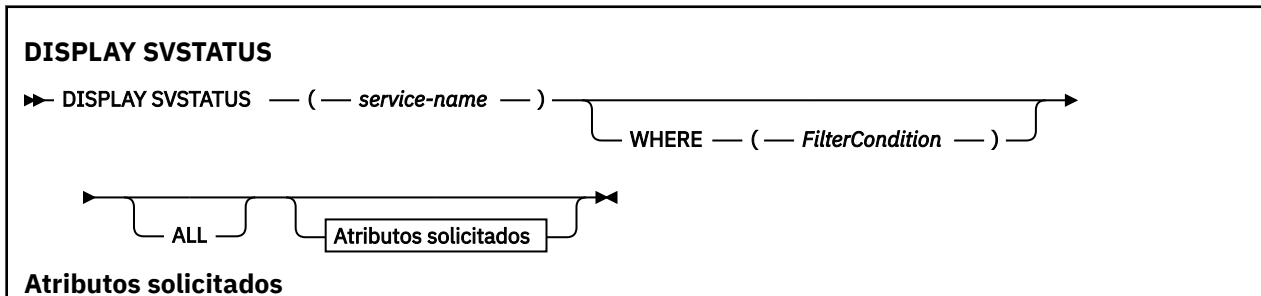 DISPLAY SVSTATUS
DISPLAY SVSTATUS ( service-name )
WHERE ( FilterCondition )
ALL Atributos solicitados
Atributos solicitados